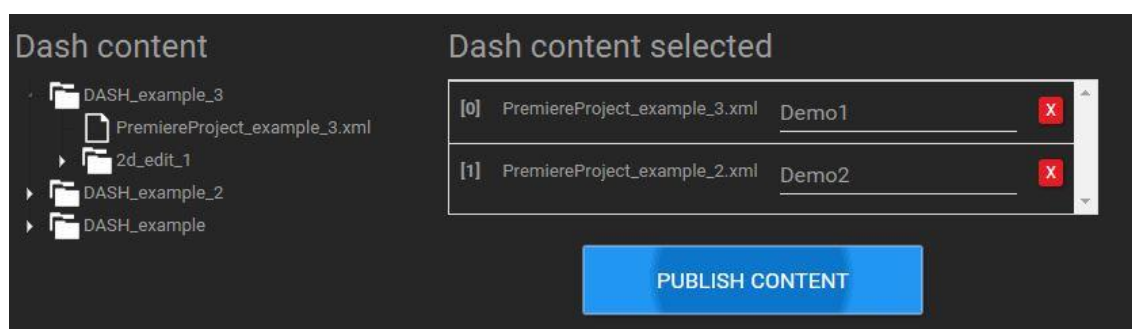 Dash content
DASH_example_3
PremiereProject_example_3.xml
2d_edit_1
DASH_example_2
DASH_example
Dash content selected
[0] PremiereProject_example_3.xml Demo1 X
[1] PremiereProject_example_2.xml Demo2 X
PUBLISH CONTENT